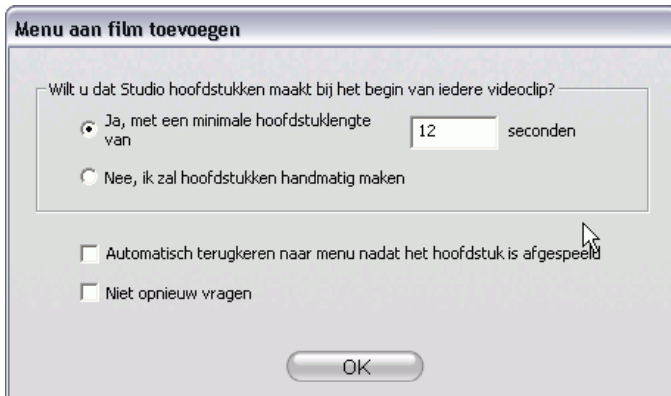 Menu aan film toevoegen
Wilt u dat Studio hoofdstukken maakt bij het begin van iedere videoclip?
Ja, met een minimale hoofdstuklengte
van
12
seconden
Nee, ik zal hoofdstukken handmatig maken
Automatisch terugkeren naar menu nadat het hoofdstuk is afgespeeld
Niet opnieuw vragen
OK